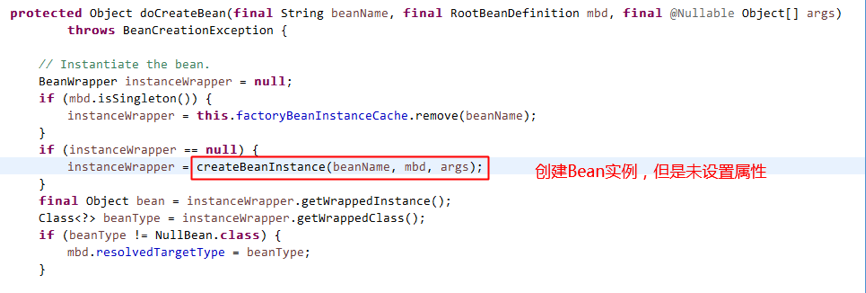 protected Object doCreateBean(final String beanName, final RootBeanDefinition mbd, final @Nullable Object[] args)
        throws BeanCreationException {
    // Instantiate the bean.
    BeanWrapper instanceWrapper = null;
    if (mbd.isSingleton()) {
        instanceWrapper = this.factoryBeanInstanceCache.remove(beanName);
    }
    if (instanceWrapper == null) {
        instanceWrapper = createBeanInstance(beanName, mbd, args); 创建Bean实例，但是未设置属性
    }
    final Object bean = instanceWrapper.getWrappedInstance();
    Class<?> beanType = instanceWrapper.getWrappedClass();
    if (beanType != NullBean.class) {
        mbd.resolvedTargetType = beanType;
    }